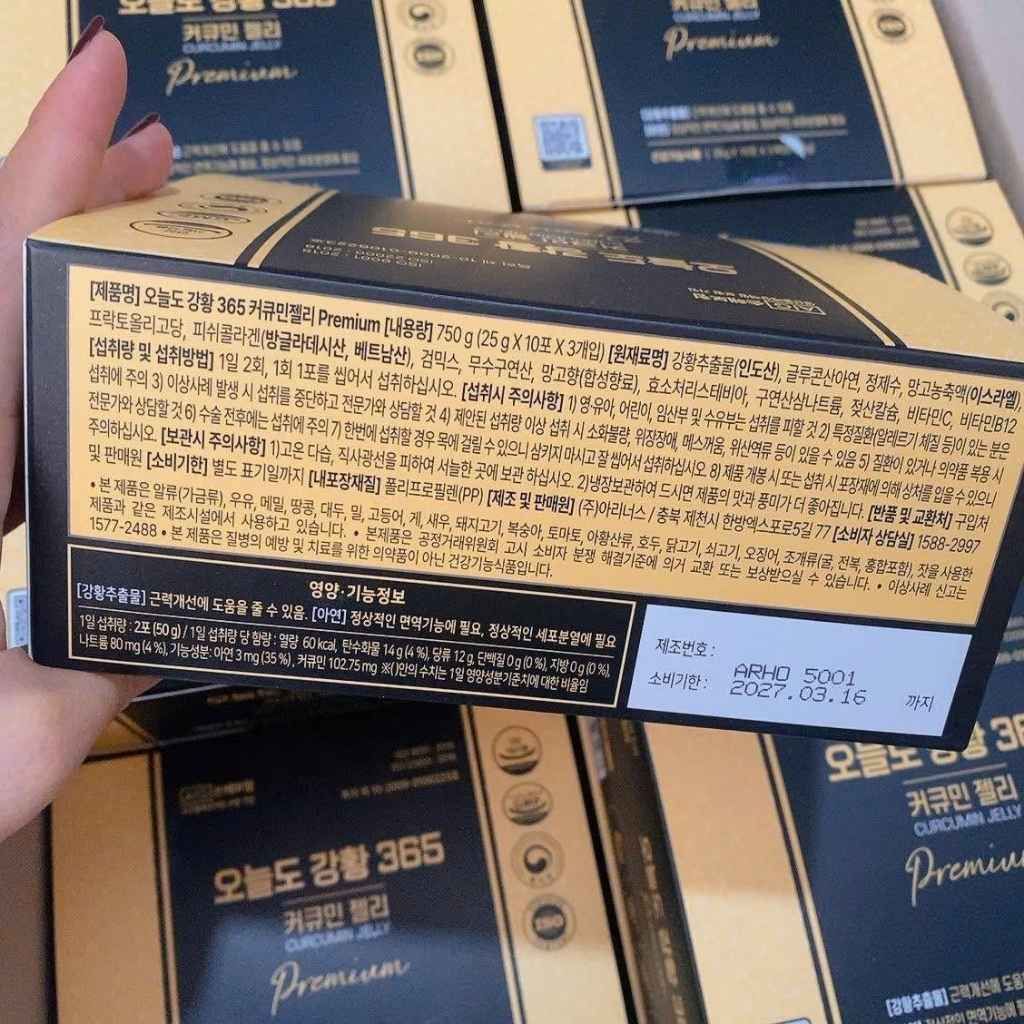 오늘도 강황 365
커큐민 젤리
CURCUMIN JELLY
Premium
커큐민 젤리
Premium
오늘도 강황 365
[제품명] 오늘도 강황 365 커큐민젤리 Premium [내용량] 750 g (25 g X 10포 X 3개입) [원재료명] 강황추출물(인도산), 글루콘산아연, 정제수, 망고농축액(이스라엘),
프락토올리고당, 피쉬콜라겐(방글라데시산, 베트남산), 검믹스, 무수구연산, 망고향(합성향료), 효소처리스테비아, 구연산삼나트륨, 젖산칼슘, 비타민C, 비타민B12
[섭취량 및 섭취방법] 1일 2회, 1회 1포를 씹어서 섭취하십시오. [섭취시 주의사항] 1) 영·유아, 어린이, 임산부 및 수유부는 섭취를 피할 것 2) 특정질환(알레르기 체질 등)이 있는 분은
섭취에 주의 3) 이상사례 발생 시 섭취를 중단하고 전문가와 상담할 것 4) 제안된 섭취량 이상 섭취 시 소화불량, 위장장애, 메스꺼움, 위산역류 등이 있을 수 있음 5) 질환이 있거나 의약품 복용 시
전문가와 상담할 것 6) 수술 전후에는 섭취에 주의 7) 한번에 섭취할 경우 목에 걸릴 수 있으니 삼키지 마시고 잘 씹어서 섭취하십시오 8) 제품 개봉 시 또는 섭취 시 포장재에 의해 상처를 입을 수 있으니
주의하십시오. [보관시 주의사항] 1)고온 다습, 직사광선을 피하여 서늘한 곳에 보관 하십시오. 2)냉장보관하여 드시면 제품의 맛과 풍미가 더 좋아집니다. [반품 및 교환처] 구입처
및 판매원 [소비기한] 별도 표기일까지 [내포장재질] 폴리프로필렌(PP) [제조 및 판매원] (주)아리너스 / 충북 제천시 한방엑스포로5길 77 [소비자 상담실] 1588-2997
• 본 제품은 알류(가금류), 우유, 메밀, 땅콩, 대두, 밀, 고등어, 게, 새우, 돼지고기, 복숭아, 토마토, 아황산류, 호두, 닭고기, 쇠고기, 오징어, 조개류(굴, 전복, 홍합포함), 잣을 사용한
제품과 같은 제조시설에서 사용하고 있습니다. • 본 제품은 공정거래위원회 고시 소비자 분쟁 해결기준에 의거 교환 또는 보상받으실 수 있습니다. • 이상사례 신고는
1577-2488 • 본 제품은 질병의 예방 및 치료를 위한 의약품이 아닌 건강기능식품입니다.
영양·기능정보
[강황추출물] 근력개선에 도움을 줄 수 있음. [아연] 정상적인 면역기능에 필요, 정상적인 세포분열에 필요
1일 섭취량 : 2포 (50 g) / 1일 섭취량 당 함량 : 열량 60 kcal, 탄수화물 14 g (4 %), 당류 12 g, 단백질 0 g (0 %), 지방 0 g (0 %),
나트륨 80 mg (4 %), 기능성분 : 아연 3 mg (35 %), 커큐민 102.75 mg ※( )안의 수치는 1일 영양성분기준치에 대한 비율임
제조번호 : ARHO 5001
소비기한 : 2027.03.16 까지
오늘도 강황 365
커큐민 젤리
CURCUMIN JELLY
Premium
오늘도 강황 36
커큐민 젤리
CURCUMIN JELLY
Premium
[강황추출물] 근력개선에 도움